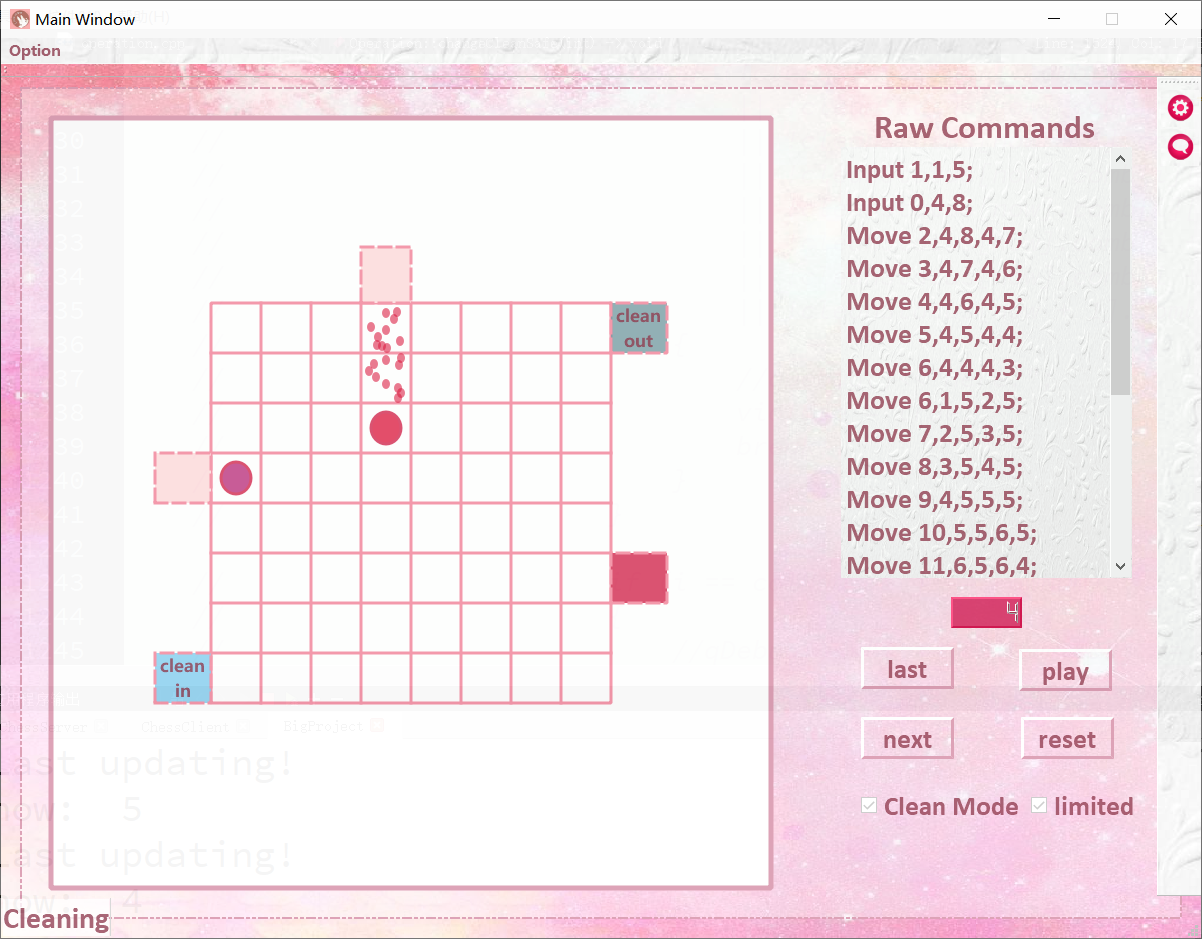 Main Window
Option
Raw Commands
Input 1,1,5;
Input 0,4,8;
Move 2,4,8,4,7;
Move 3,4,7,4,6;
Move 4,4,6,4,5;
Move 5,4,5,4,4;
Move 6,4,4,4,3;
Move 6,1,5,2,5;
Move 7,2,5,3,5;
Move 8,3,5,4,5;
Move 9,4,5,5,5;
Move 10,5,5,6,5;
Move 11,6,5,6,4;
clean
out
clean
in
4
last
play
next
reset
Clean Mode
limited
ChessClient
BigProject
last updating!
now: 5
last updating!
now: 4
Cleaning